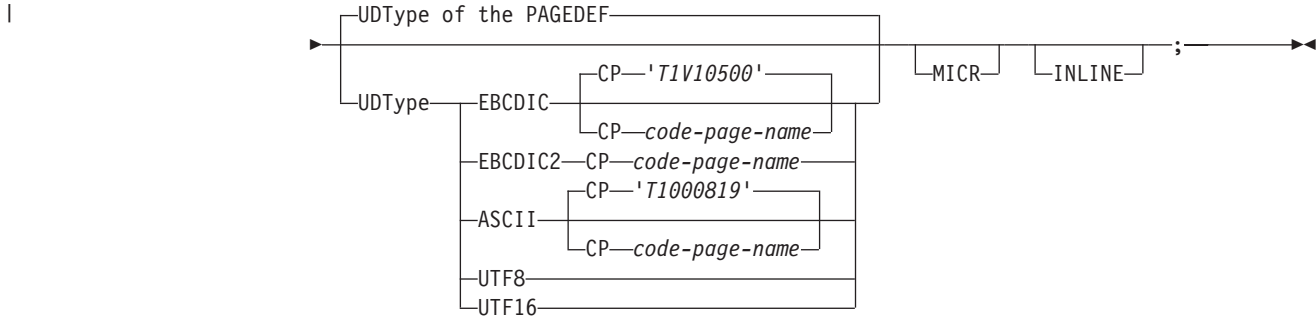 |
UDType of the PAGEDEF
MICR INLINE ;
CP 'T1V10500'
UDType EBCDIC
CP code-page-name
EBCDIC2 CP code-page-name
CP 'T1000819'
ASCII
CP code-page-name
UTF8
UTF16